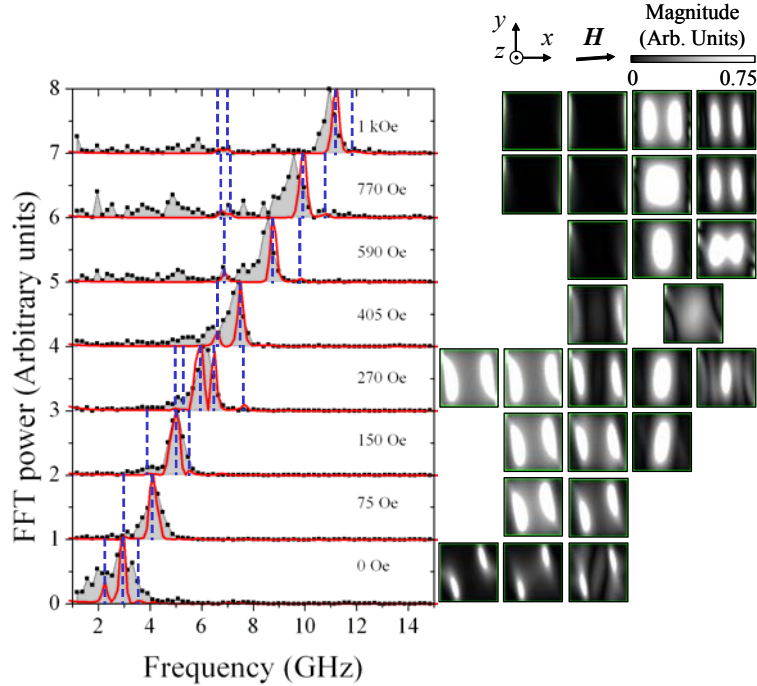 y
z
x
H
Magnitude
(Arb. Units)
0
0.75
FFT power (Arbitrary units)
8
1 kOe
7
770 Oe
6
590 Oe
5
405 Oe
4
270 Oe
3
150 Oe
2
75 Oe
1
0 Oe
0
2 4 6 8 10 12 14
Frequency (GHz)